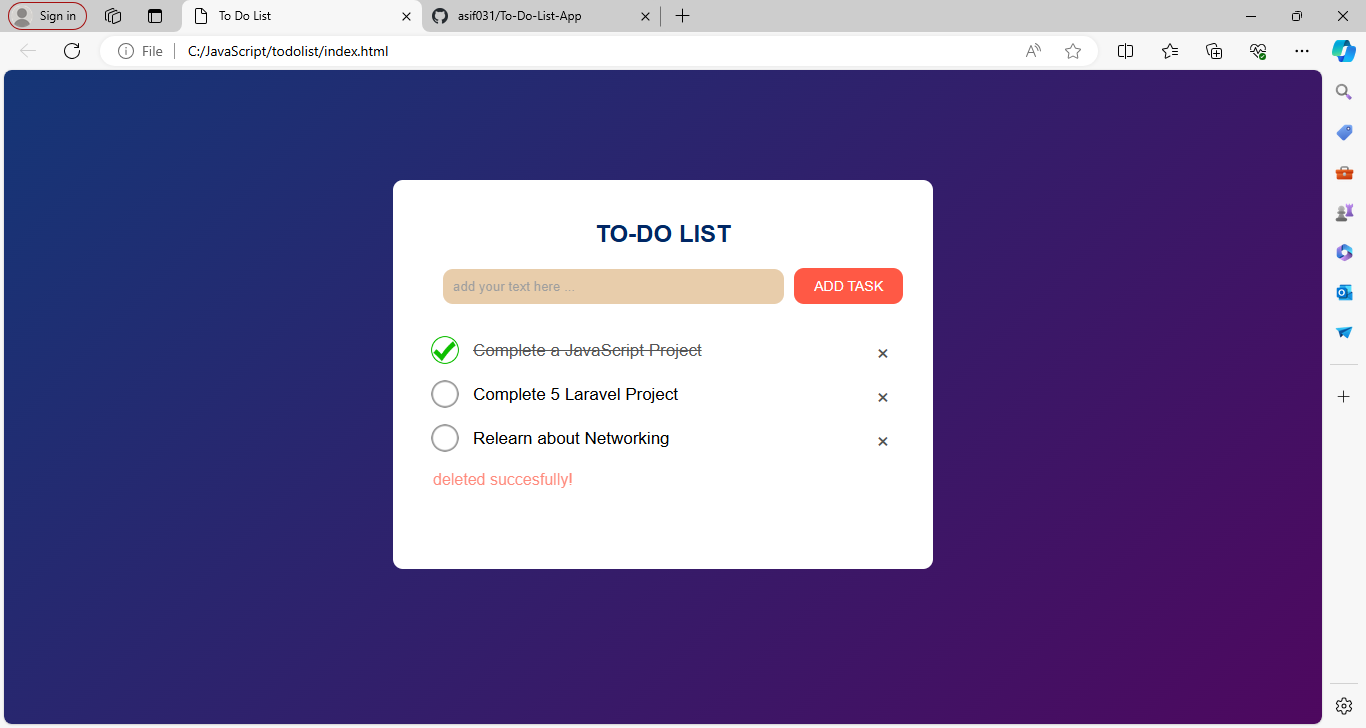 Sign in
To Do List
asif031/To-Do-List-App
File
C:/JavaScript/todolist/index.html
TO-DO LIST
add your text here ...
ADD TASK
Complete a JavaScript Project
Complete 5 Laravel Project
Relearn about Networking
deleted succesfully!